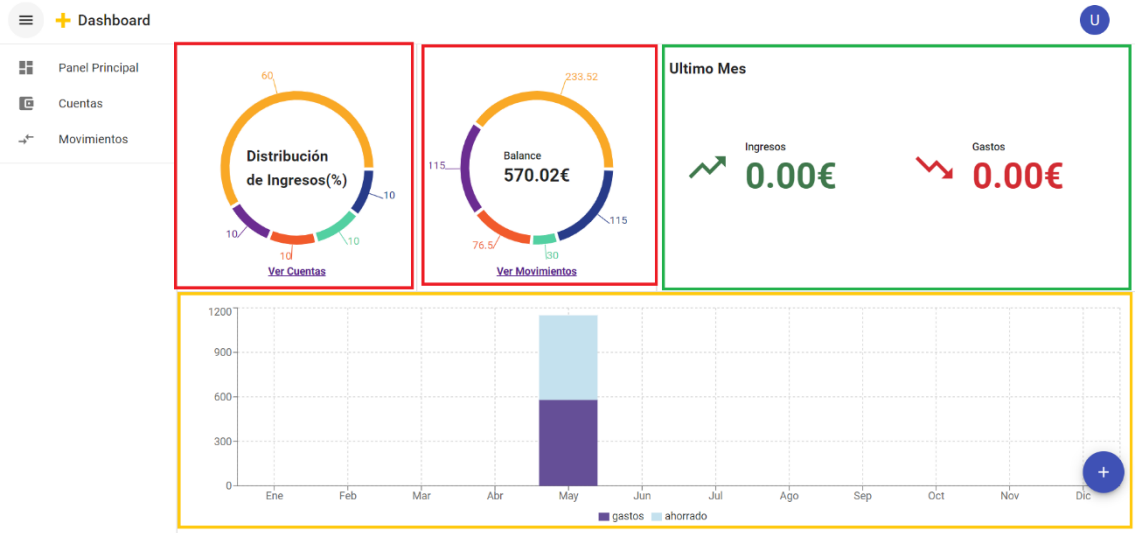 Dashboard
U
Panel Principal
Cuentas
Movimientos
60
10
10
10
10
Distribución
de Ingresos(%)
Ver Cuentas
233.52
115
115
76.5
30
Balance
570.02€
Ver Movimientos
Ultimo Mes
Ingresos
0.00€
Gastos
0.00€
1200
900
600
300
0
Ene Feb Mar Abr May Jun Jul Ago Sep Oct Nov Dic
gastos ahorrado
+